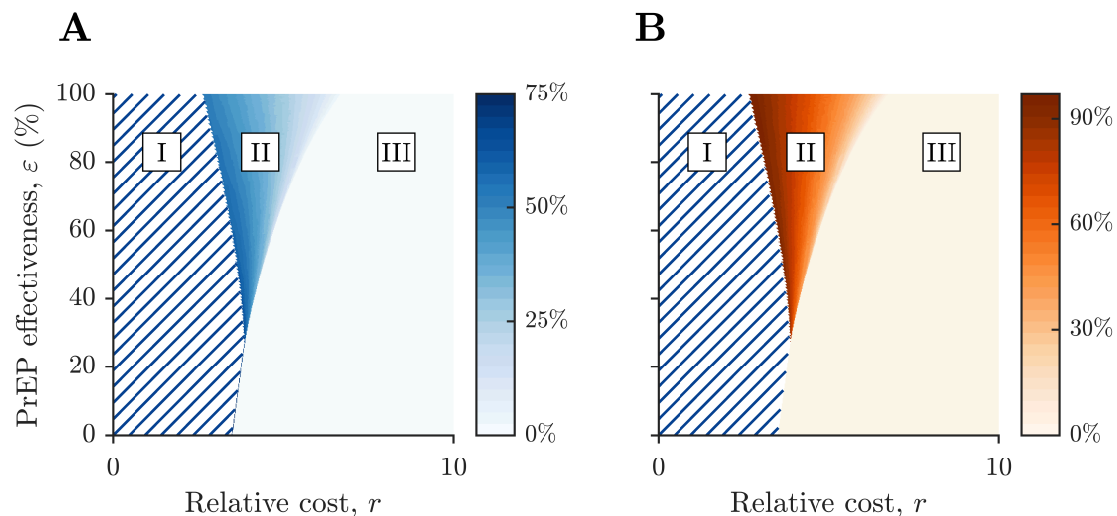 A
B
100
80
60
40
20
0
PrEP effectiveness, ε (%)
I
II
III
75%
50%
25%
0%
I
II
III
90%
60%
30%
0%
0
10
0
10
Relative cost, r
Relative cost, r